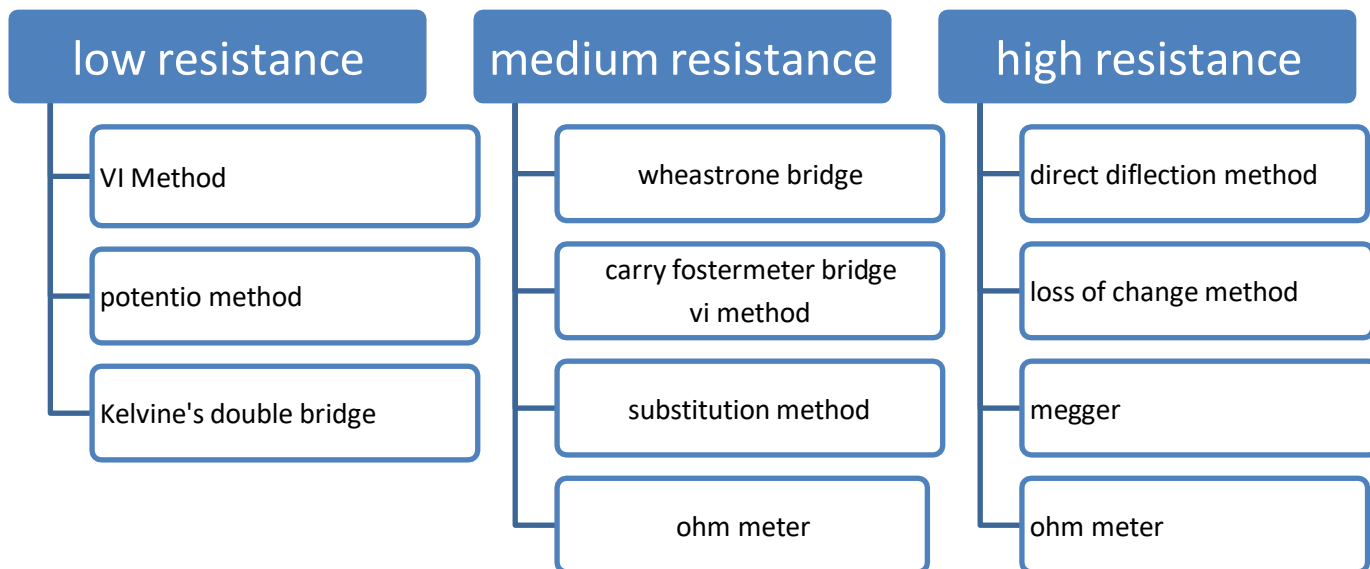 low resistance
VI Method
potentio method
Kelvine's double bridge
medium resistance
wheastrone bridge
carry fostermeter bridge
vi method
substitution method
ohm meter
high resistance
direct diflection method
loss of change method
megger
ohm meter